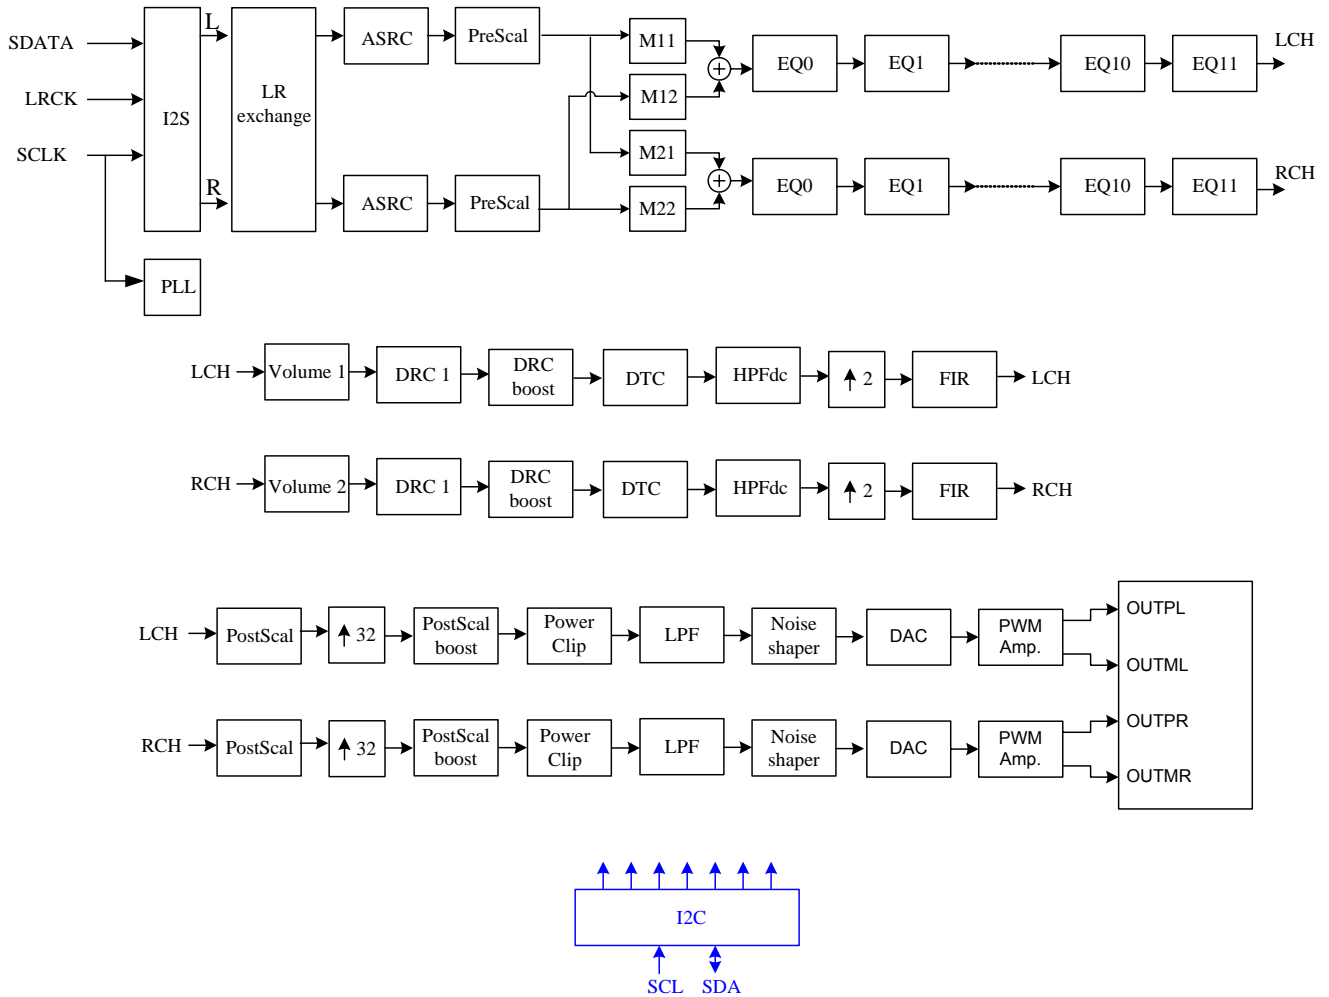 SDATA
LRCK
SCLK
I2S
PLL
L
R
LR
exchange
ASRC
PreScal
ASRC
PreScal
M11
M12
M21
M22
EQ0
EQ1
EQ10
EQ11
LCH
EQ0
EQ1
EQ10
EQ11
RCH
LCH
Volume 1
DRC 1
DRC
boost
DTC
HPFdc
2
FIR
LCH
RCH
Volume 2
DRC 1
DRC
boost
DTC
HPFdc
2
FIR
RCH
LCH
PostScal
32
PostScal
boost
Power
Clip
LPF
Noise
shaper
DAC
PWM
Amp.
OUTPL
OUTML
RCH
PostScal
32
PostScal
boost
Power
Clip
LPF
Noise
shaper
DAC
PWM
Amp.
OUTPR
OUTMR
I2C
SCL
SDA